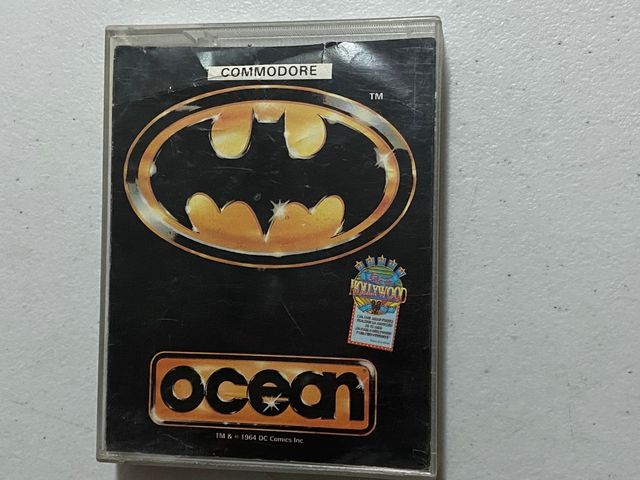 COMMODORE
TM
HOLLYWOOD
ocean
TM & © 1964 DC Comics Inc.